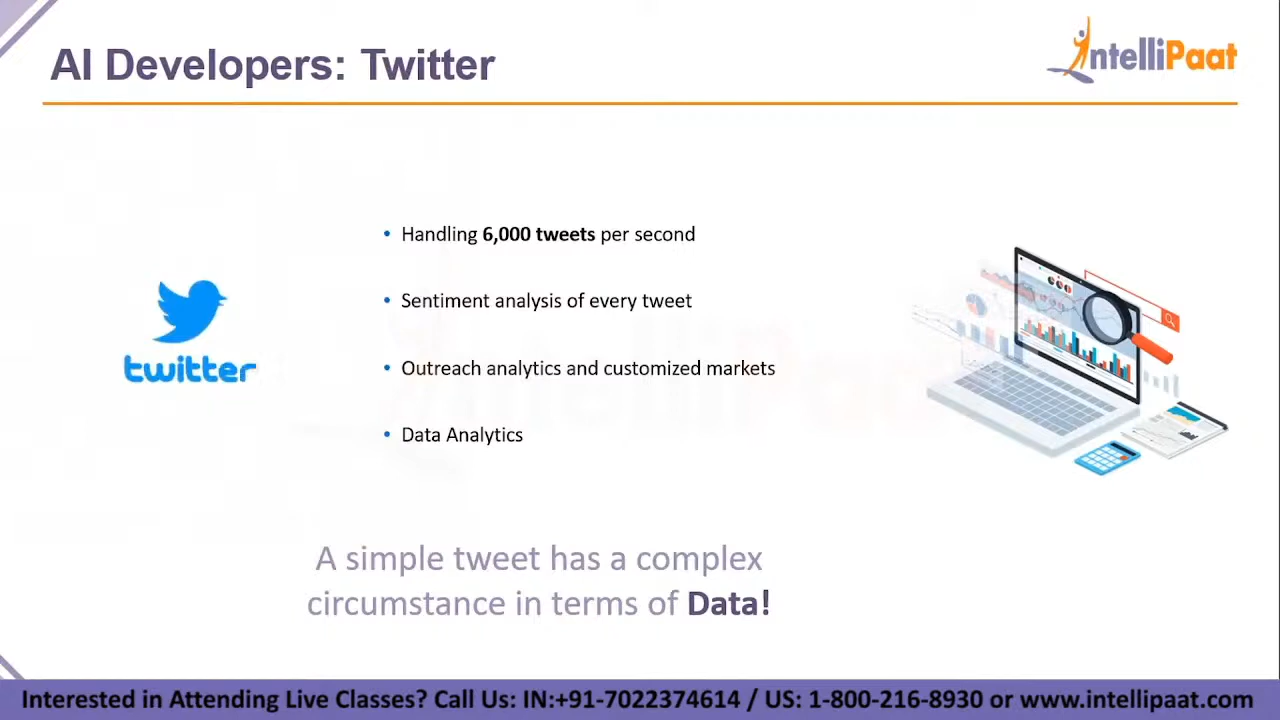 AI Developers: Twitter
IntelliPaat
Handling 6,000 tweets per second
Sentiment analysis of every tweet
twitter
Outreach analytics and customized markets
Data Analytics
A simple tweet has a complex
circumstance in terms of Data!
Interested in Attending Live Classes? Call Us: IN:+91-7022374614 / US: 1-800-216-8930 or www.intellipaat.com